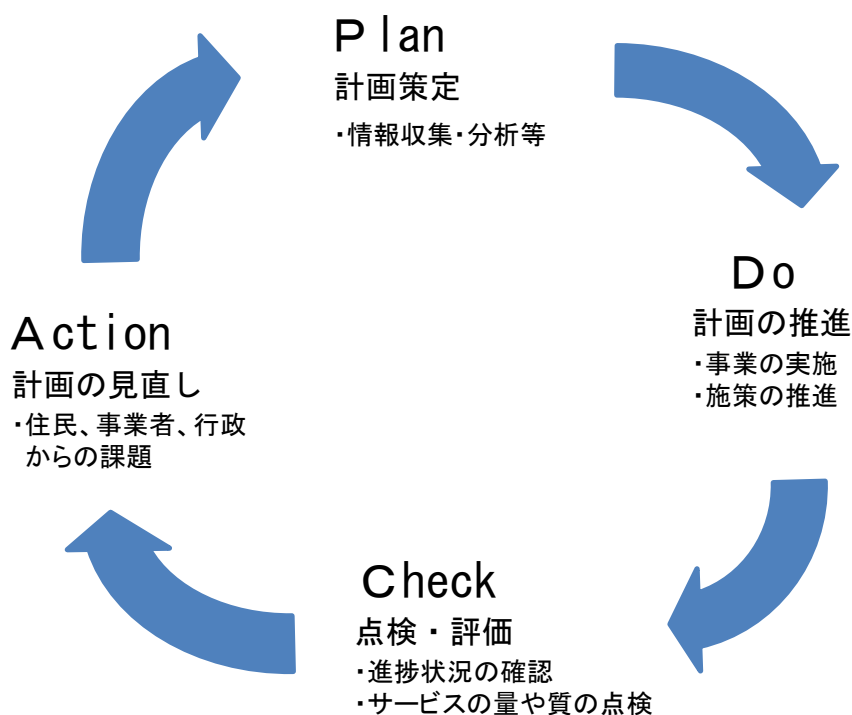 Plan
計画策定
・情報収集・分析等
Do
計画の推進
・事業の実施
・施策の推進
Check
点検・評価
・進捗状況の確認
・サービスの量や質の点検
Action
計画の見直し
・住民、事業者、行政
からの課題